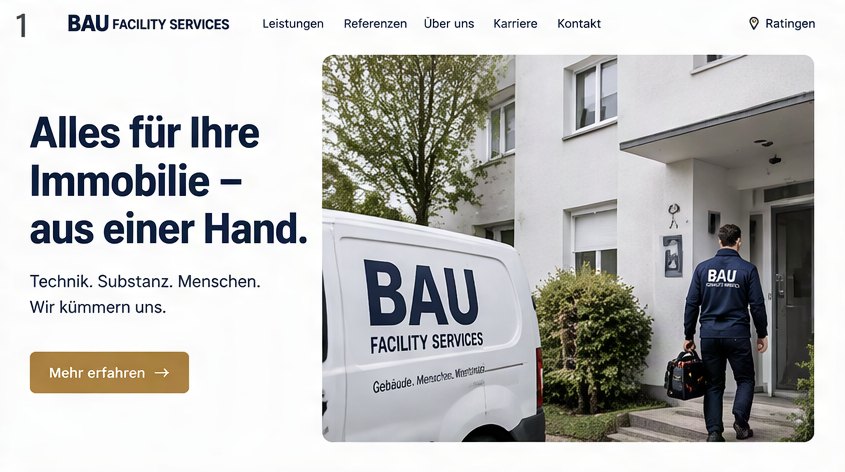 1
BAU FACILITY SERVICES
Leistungen Referenzen Über uns Karriere Kontakt
Ratingen
Alles für Ihre
Immobilie –
aus einer Hand.
Technik. Substanz. Menschen.
Wir kümmern uns.
Mehr erfahren →
BAU
FACILITY SERVICES
Gebäude. Menschen.
BAU